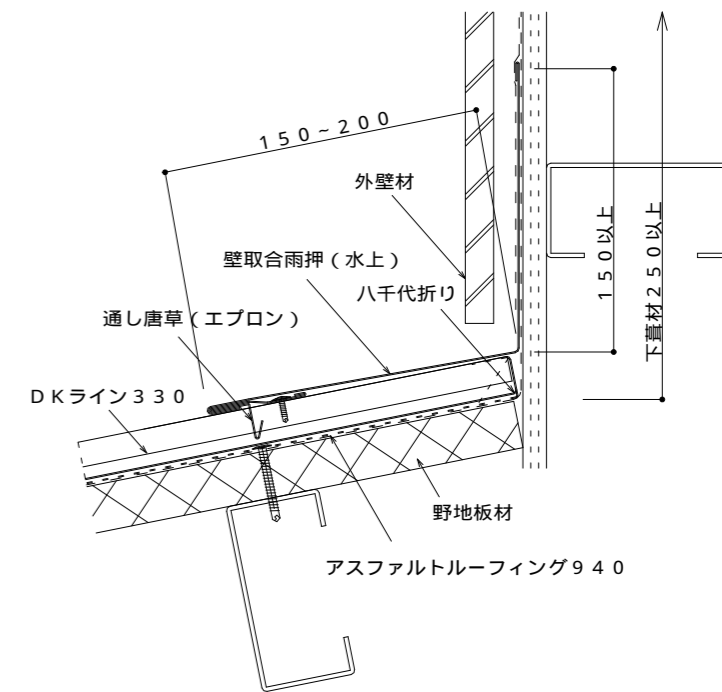 １５０~２００
外壁材
壁取合雨押（水上）
八千代折り
通し唐草（エプロン）
ＤＫライン３３０
１５０以上
下葺材２５０以上
野地板材
アスファルトルーフィング９４０